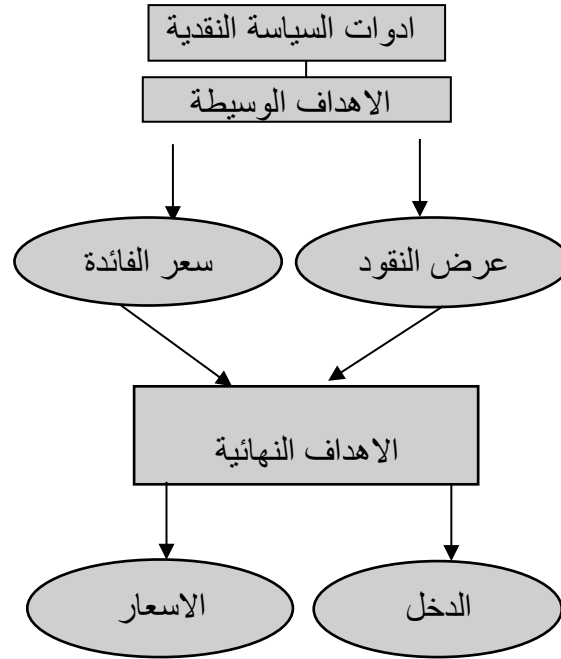 ادوات السياسة النقدية
الاهداف الوسيطة
عرض النقود
سعر الفائدة
الاهداف النهائية
الدخل
الاسعار